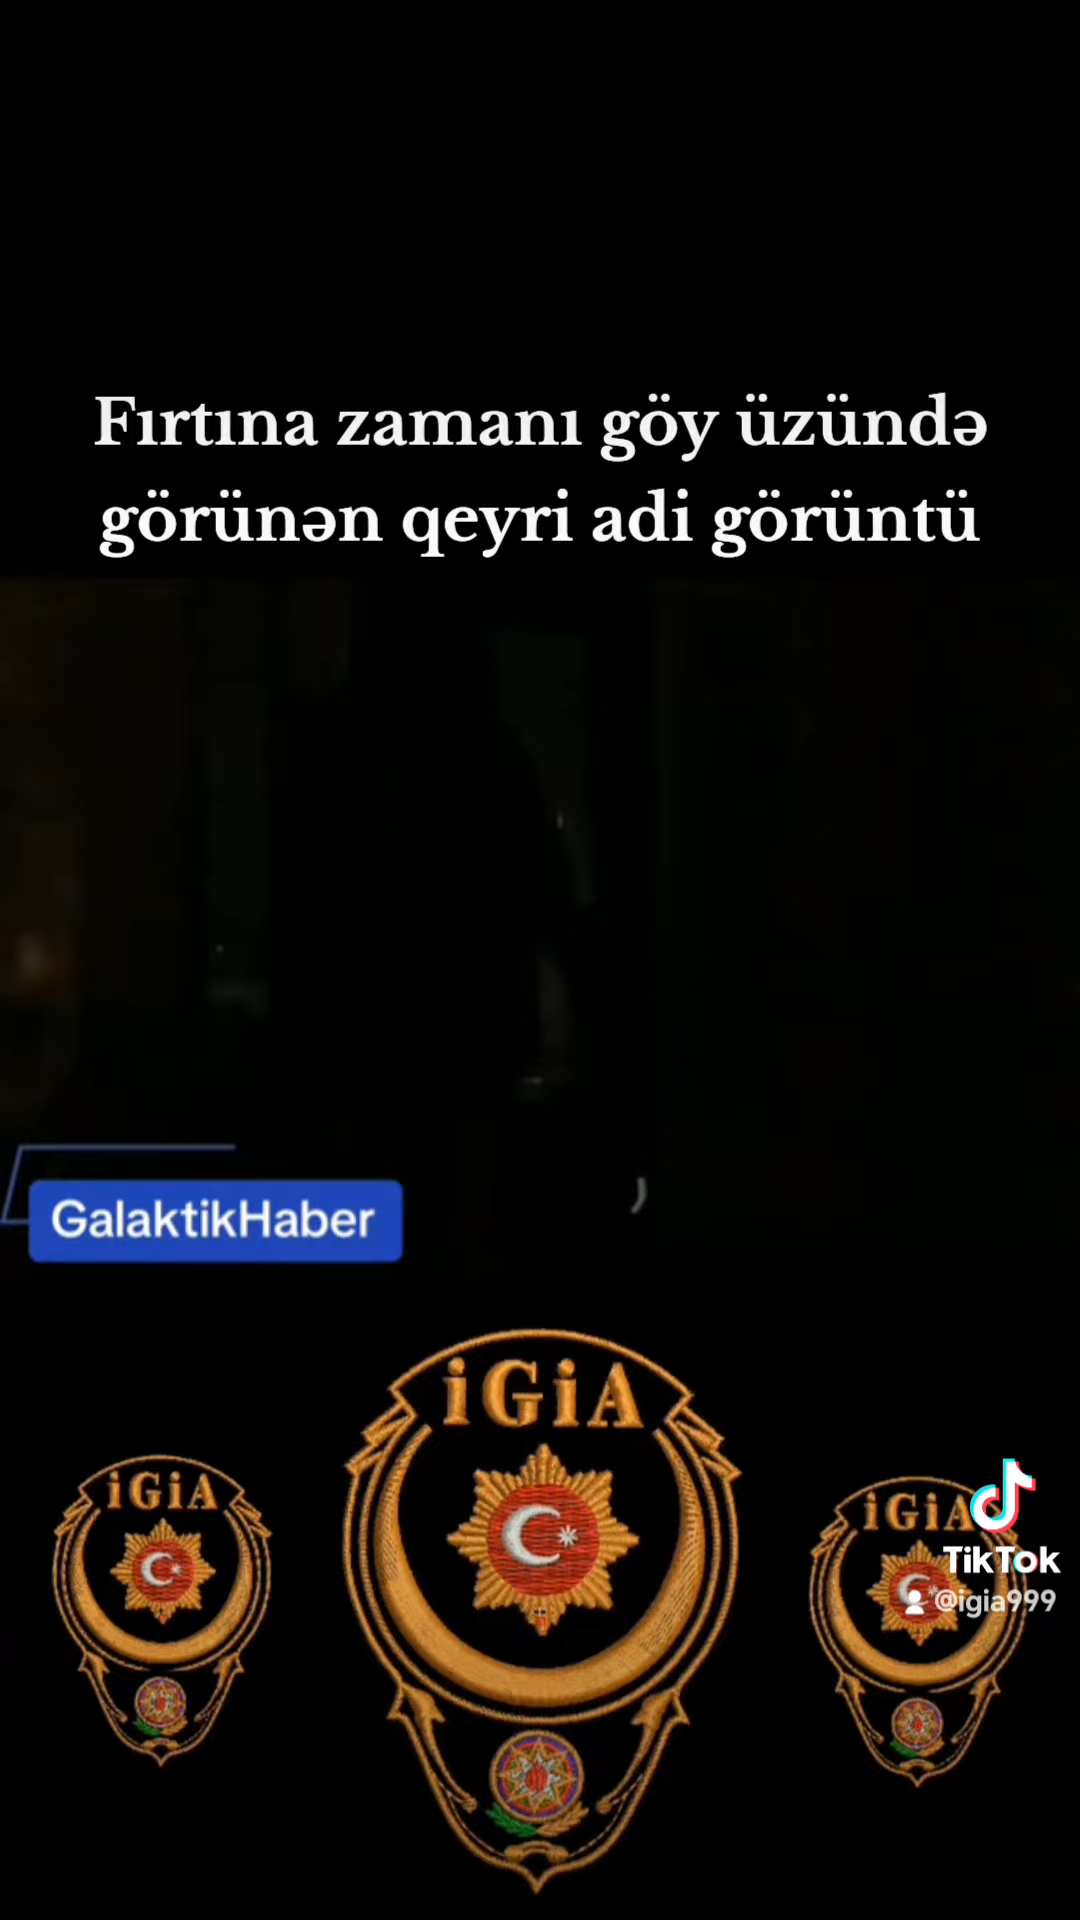 Fırtına zamanı göy üzündə
görünən qeyri adi görüntü
GalaktikHaber
iGiA
iGiA
iGiA
TikTok
@igia999